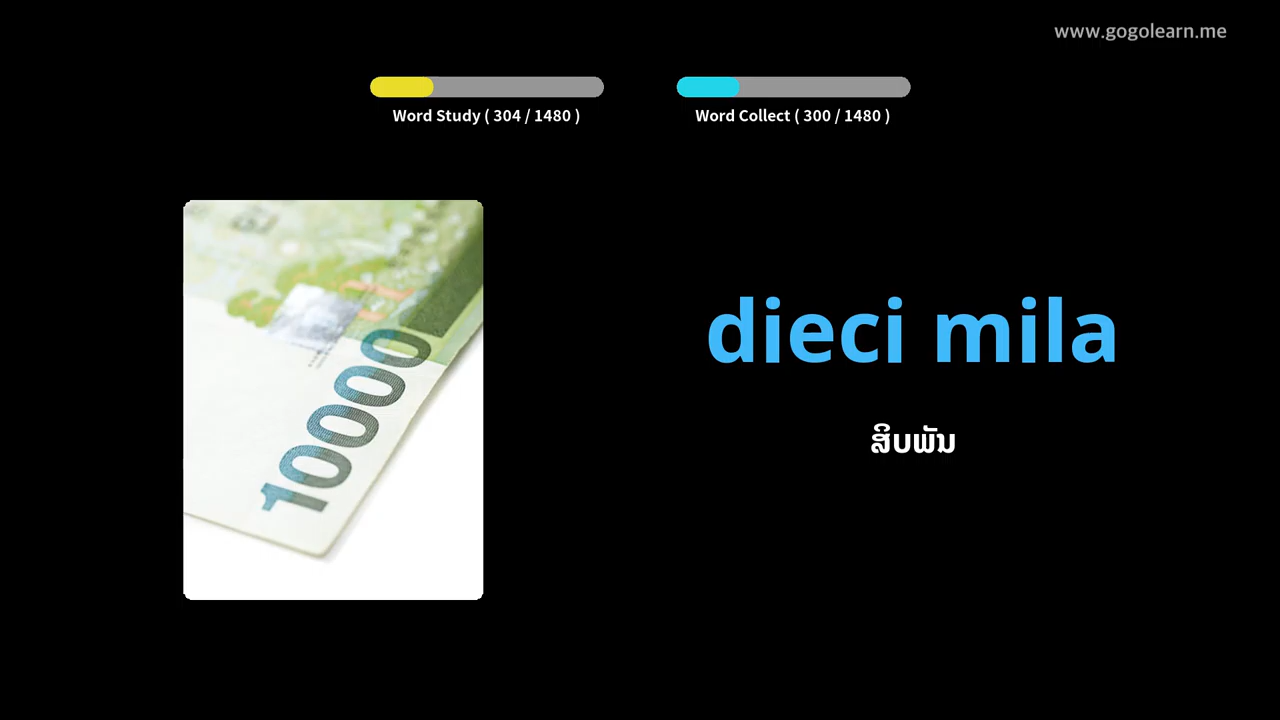 www.gogolearn.me
Word Study ( 304 / 1480 )
Word Collect ( 300 / 1480 )
10000
dieci mila
ສິບພັນ